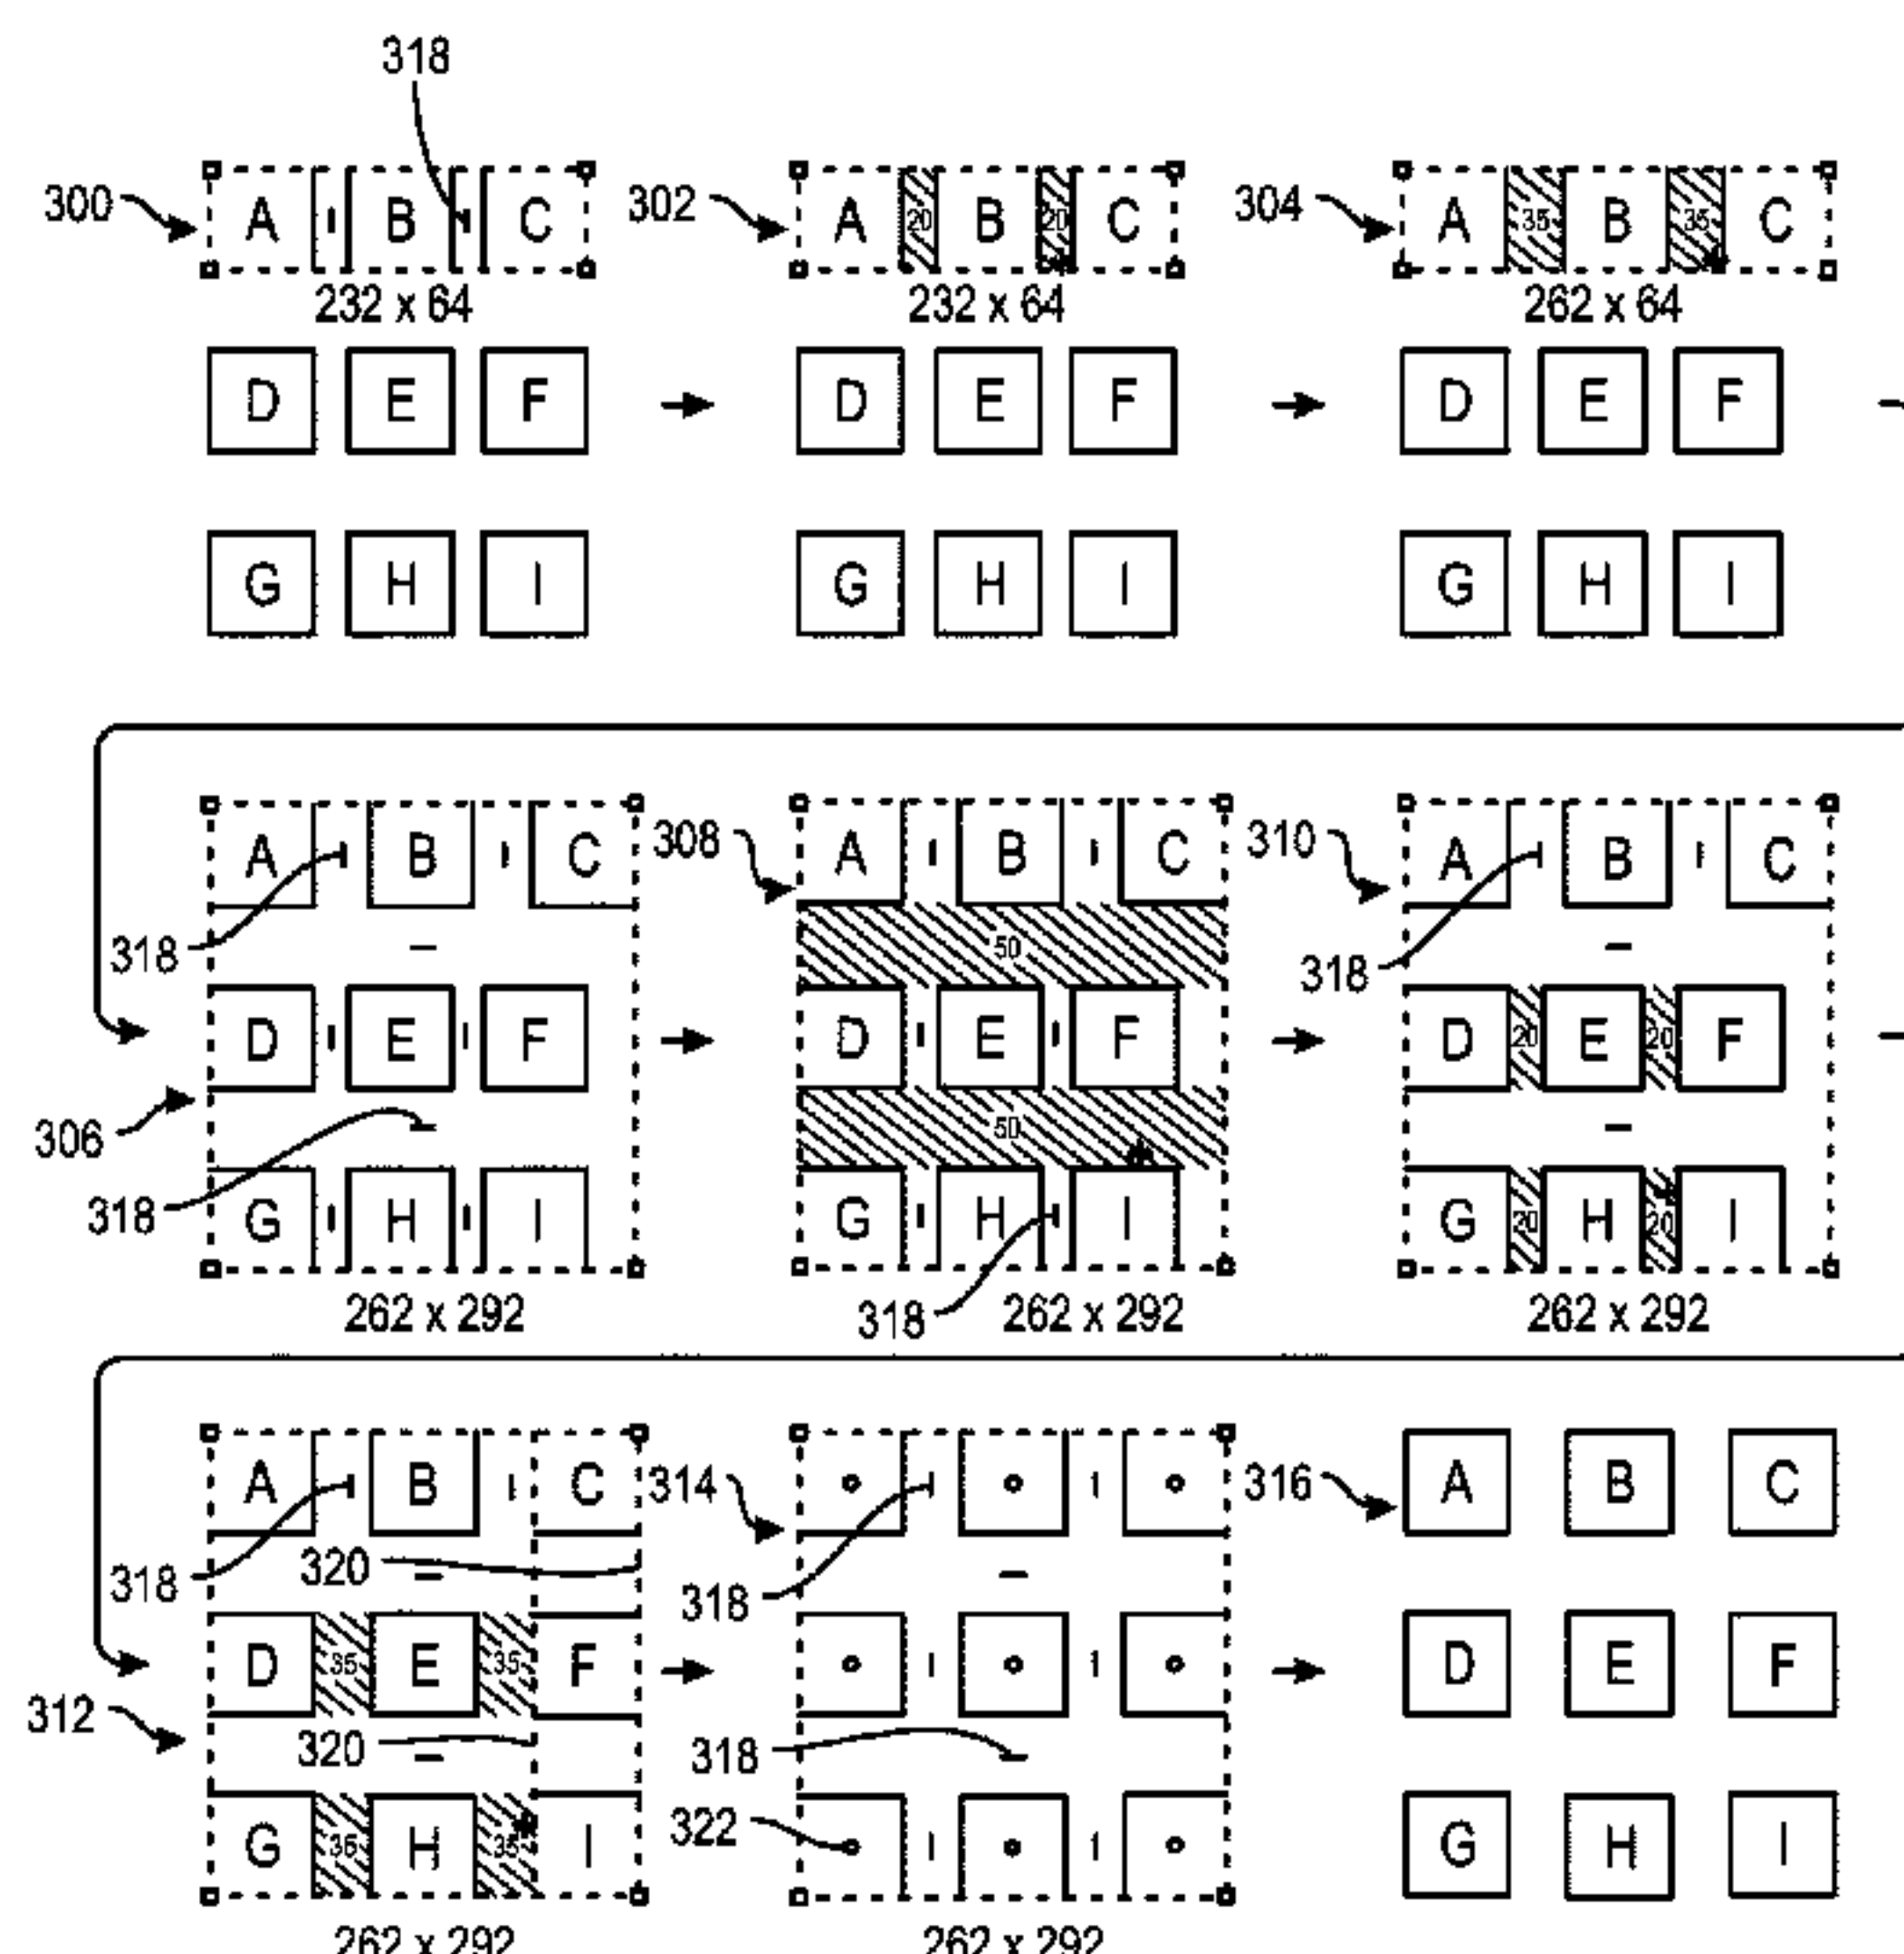 318
300 A B C 302 A 20 B 20 C 304 A 35 B 35 C
232 x 64 232 x 64 262 x 64
D E F D E F D E F
G H I G H I G H I
A B C 308 A B C 310 A B C
318 50 318
D E F D E F D 20 E 20 F
306 50
318 G H I G H I G 20 H 20 I
262 x 292 318 262 x 292 262 x 292
A B C 314 316 A B C
318 320 318
D 35 E 35 F D E F
312 320 318
G 35 H 35 I 322 G H I
262 x 292 262 x 292